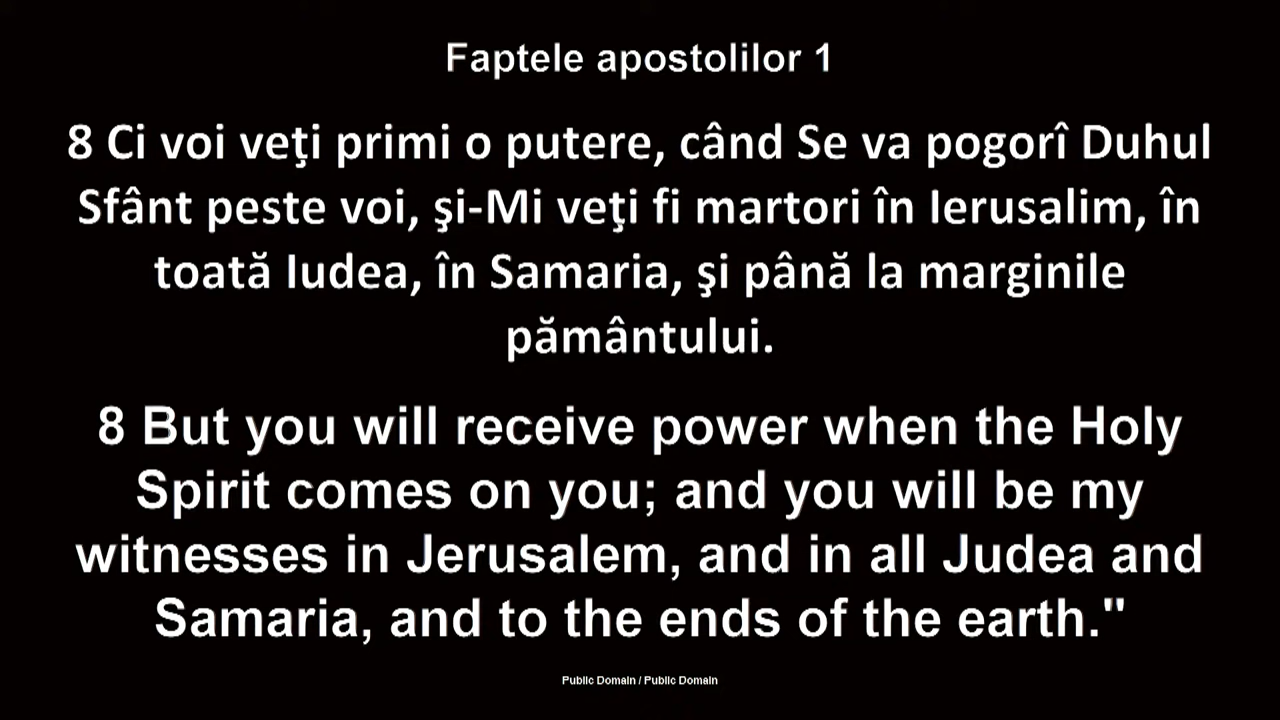 Faptele apostolilor 1
8 Ci voi veţi primi o putere, când Se va pogorî Duhul
Sfânt peste voi, şi-Mi veţi fi martori în Ierusalim, în
toată Iudea, în Samaria, şi până la marginile
pământului.
8 But you will receive power when the Holy
Spirit comes on you; and you will be my
witnesses in Jerusalem, and in all Judea and
Samaria, and to the ends of the earth."
Public Domain / Public Domain